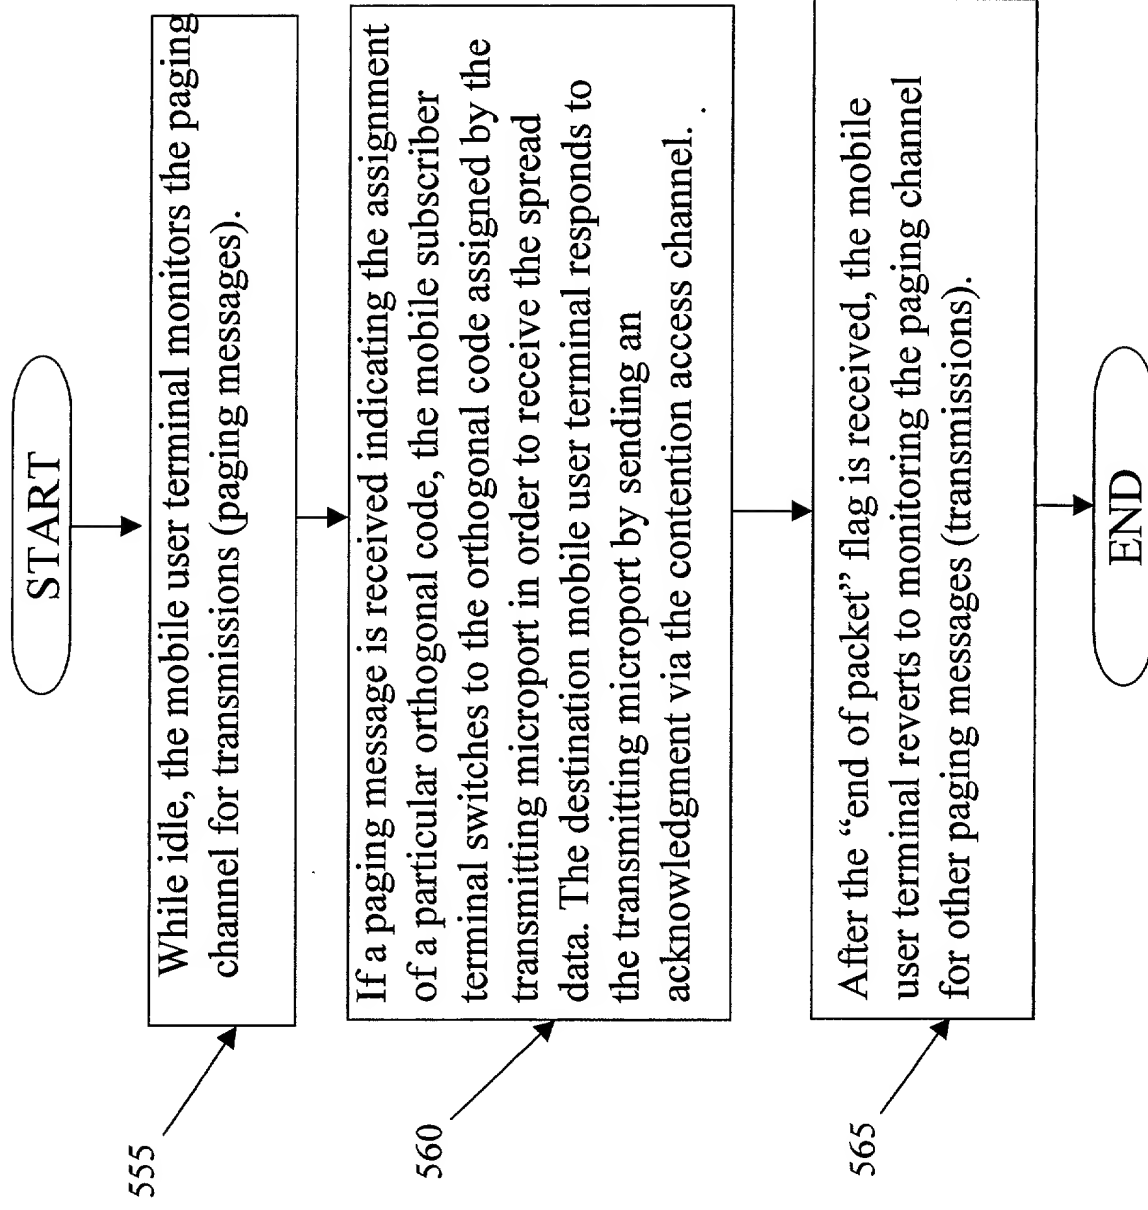 START
555
While idle, the mobile user terminal monitors the paging
channel for transmissions (paging messages).
560
If a paging message is received indicating the assignment
of a particular orthogonal code, the mobile subscriber
terminal switches to the orthogonal code assigned by the
transmitting microport in order to receive the spread
data. The destination mobile user terminal responds to
the transmitting microport by sending an
acknowledgment via the contention access channel.
565
After the “end of packet” flag is received, the mobile
user terminal reverts to monitoring the paging channel
for other paging messages (transmissions).
END